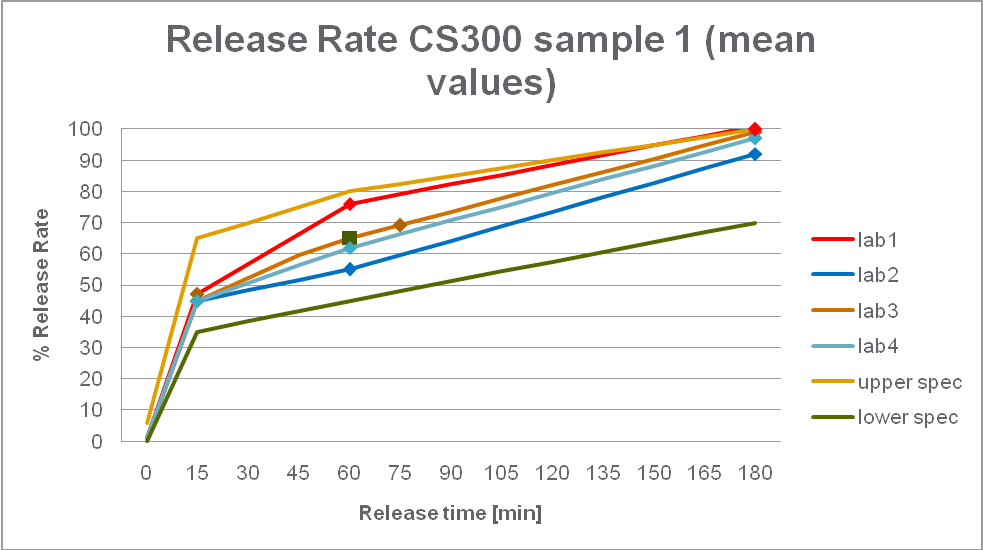 Release Rate CS300 sample 1 (mean
values)
% Release Rate
100
90
80
70
60
50
40
30
20
10
0
0 15 30 45 60 75 90 105 120 135 150 165 180
Release time [min]
lab1
lab2
lab3
lab4
upper spec
lower spec